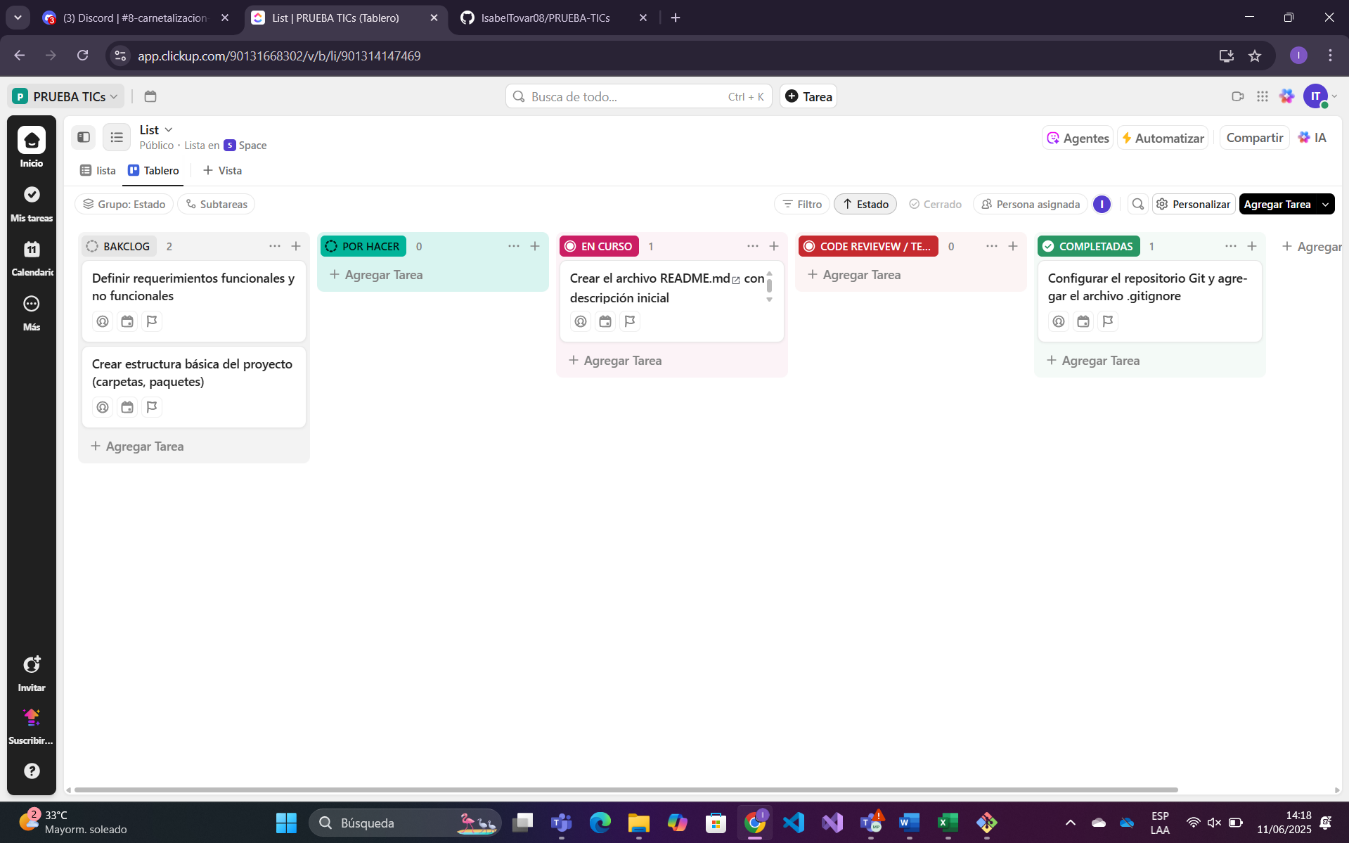 (3) Discord | #8-carnetalizacion
List | PRUEBA TICs (Tablero)
IsabelTovar08/PRUEBA-TICs
app.clickup.com/90131668302/v/b/li/901314147469
I
P PRUEBA TICs
Busca de todo...
Ctrl + K
Tarea
IT
Inicio
Mis tareas
11
Calendario
Más
Invitar
Suscribir...
List
Público · Lista en S Space
Agentes
Automatizar
Compartir
IA
lista
Tablero
+ Vista
Grupo: Estado
Subtareas
Filtro
Estado
Cerrado
Persona asignada
I
Personalizar
Agregar Tarea
BAKCLOG 2
Definir requerimientos funcionales y
no funcionales
Crear estructura básica del proyecto
(carpetas, paquetes)
+ Agregar Tarea
POR HACER 0
+ Agregar Tarea
EN CURSO 1
Crear el archivo README.md con
descripción inicial
+ Agregar Tarea
CODE REVIEVEW / TE... 0
+ Agregar Tarea
COMPLETADAS 1
Configurar el repositorio Git y agre-
gar el archivo .gitignore
+ Agregar Tarea
+ Agregar
2
33°C
Mayorm. soleado
Búsqueda
ESP
LAA
14:18
11/06/2025